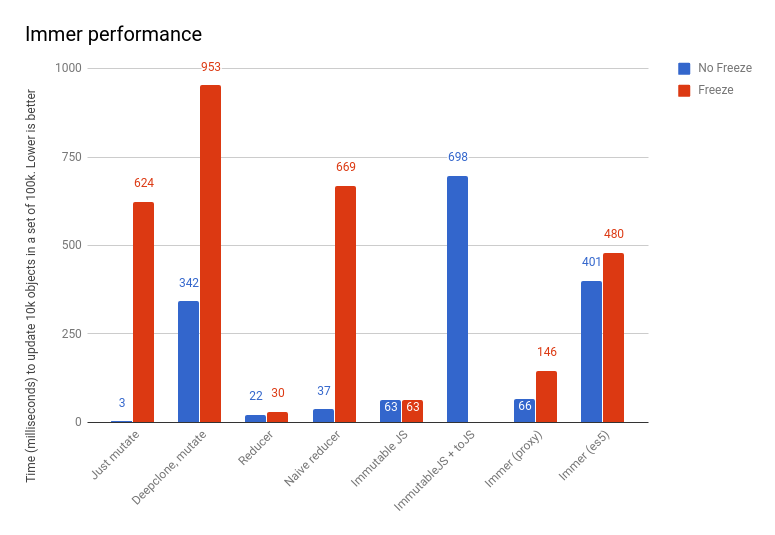 Immer performance
Time (milliseconds) to update 10k objects in a set of 100k. Lower is better
1000
750
500
250
0
3
624
342
953
22
30
37
669
63
63
698
66
146
401
480
Just mutate
Deepclone, mutate
Reducer
Naive reducer
Immutable JS
ImmutableJS + toJS
Immer (proxy)
Immer (es5)
No Freeze
Freeze